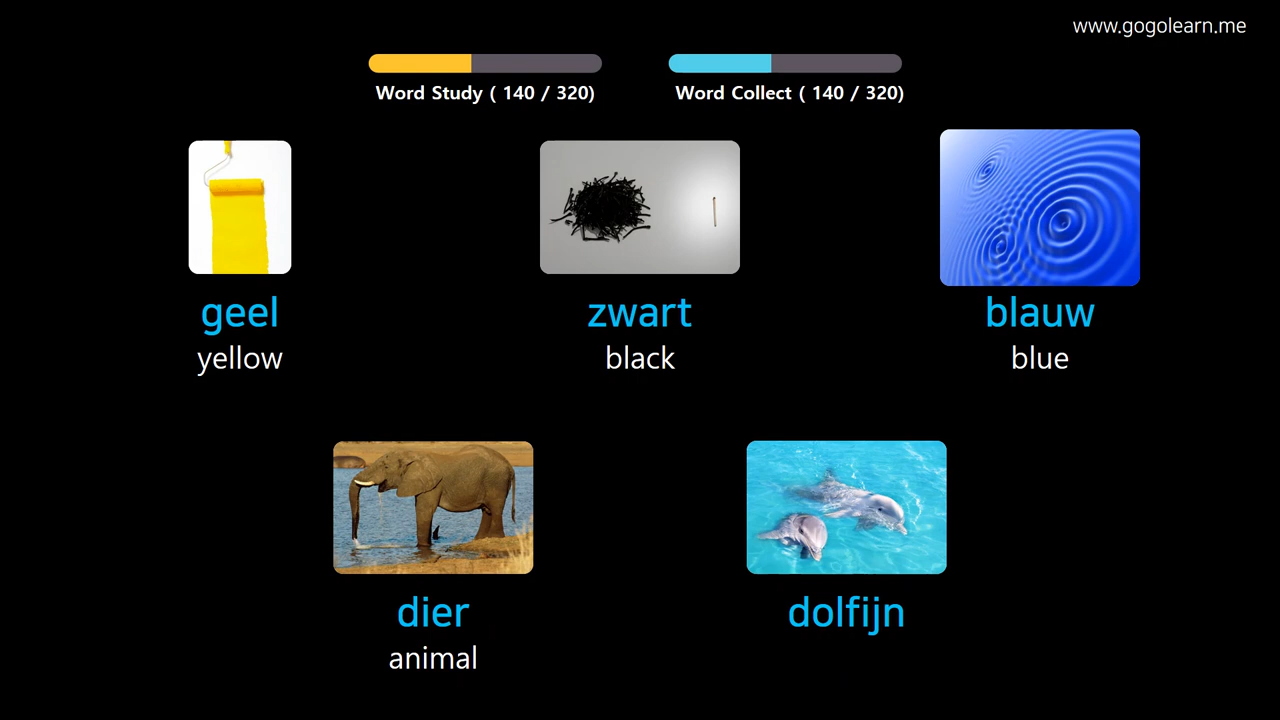 www.gogolearn.me
Word Study ( 140 / 320)
Word Collect ( 140 / 320)
geel
yellow
zwart
black
blauw
blue
dier
animal
dolfijn